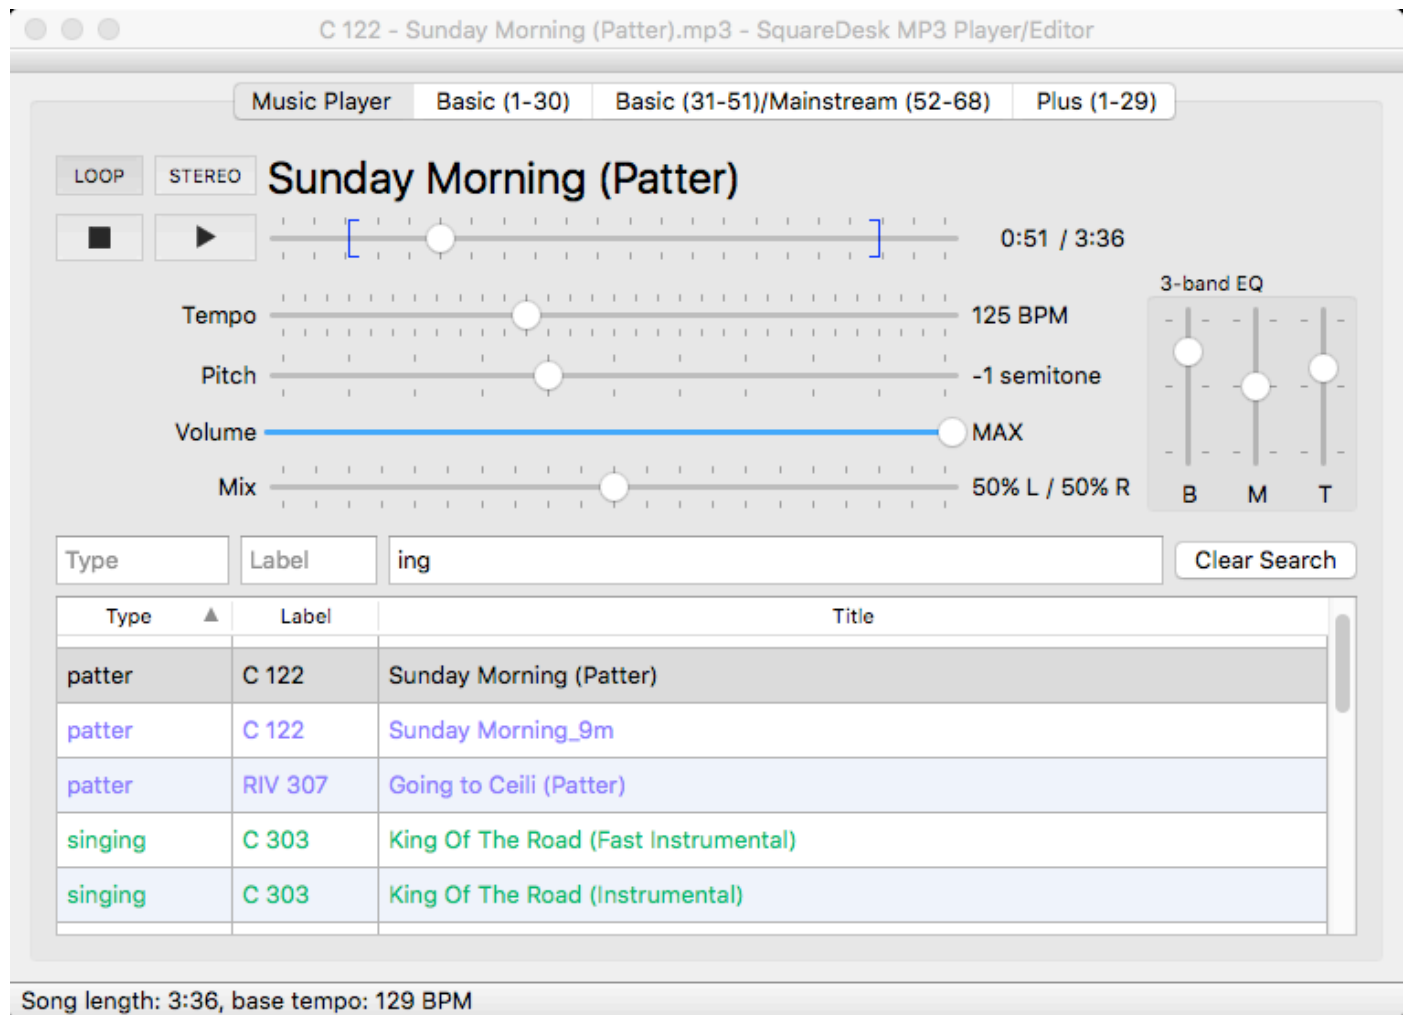 C 122 - Sunday Morning (Patter).mp3 - SquareDesk MP3 Player/Editor
Music Player Basic (1-30) Basic (31-51)/Mainstream (52-68) Plus (1-29)
LOOP STEREO Sunday Morning (Patter)
0:51 / 3:36
3-band EQ
Tempo 125 BPM
Pitch -1 semitone
Volume MAX
Mix 50% L / 50% R
B M T
Type Label ing Clear Search
Type Label Title
patter C 122 Sunday Morning (Patter)
patter C 122 Sunday Morning_9m
patter RIV 307 Going to Ceili (Patter)
singing C 303 King Of The Road (Fast Instrumental)
singing C 303 King Of The Road (Instrumental)
Song length: 3:36, base tempo: 129 BPM